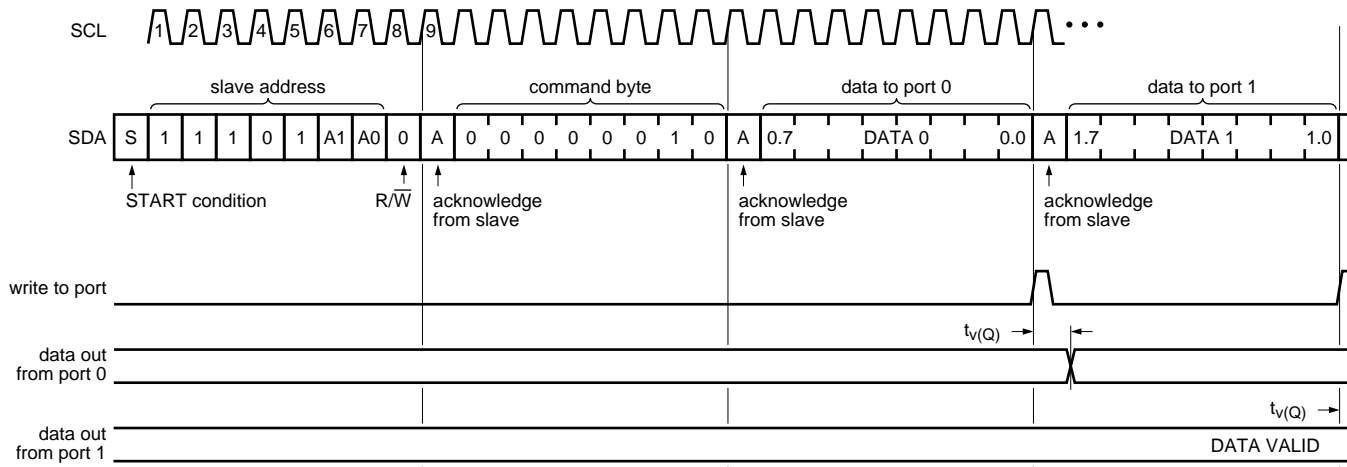 SCL 1 2 3 4 5 6 7 8 9
slave address command byte data to port 0 data to port 1
SDA S 1 1 1 0 1 A1 A0 0 A 0 0 0 0 0 0 1 0 A 0.7 DATA 0 0.0 A 1.7 DATA 1 1.0
START condition R/W̅ acknowledge from slave acknowledge from slave acknowledge from slave
write to port
tv(Q)
data out
from port 0
tv(Q)
data out
from port 1 DATA VALID